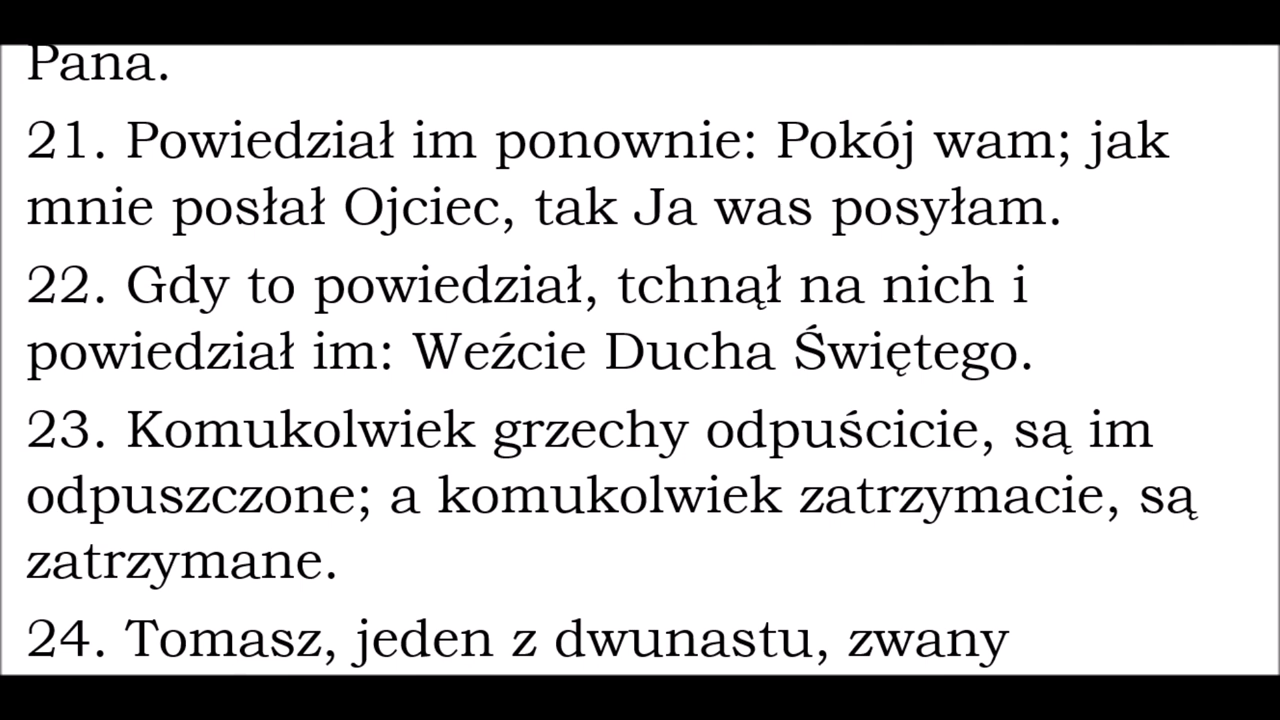 Pana.
21. Powiedział im ponownie: Pokój wam; jak
mnie posłał Ojciec, tak Ja was posyłam.
22. Gdy to powiedział, tchnął na nich i
powiedział im: Weźcie Ducha Świętego.
23. Komukolwiek grzechy odpuścicie, są im
odpuszczone; a komukolwiek zatrzymacie, są
zatrzymane.
24. Tomasz, jeden z dwunastu, zwany